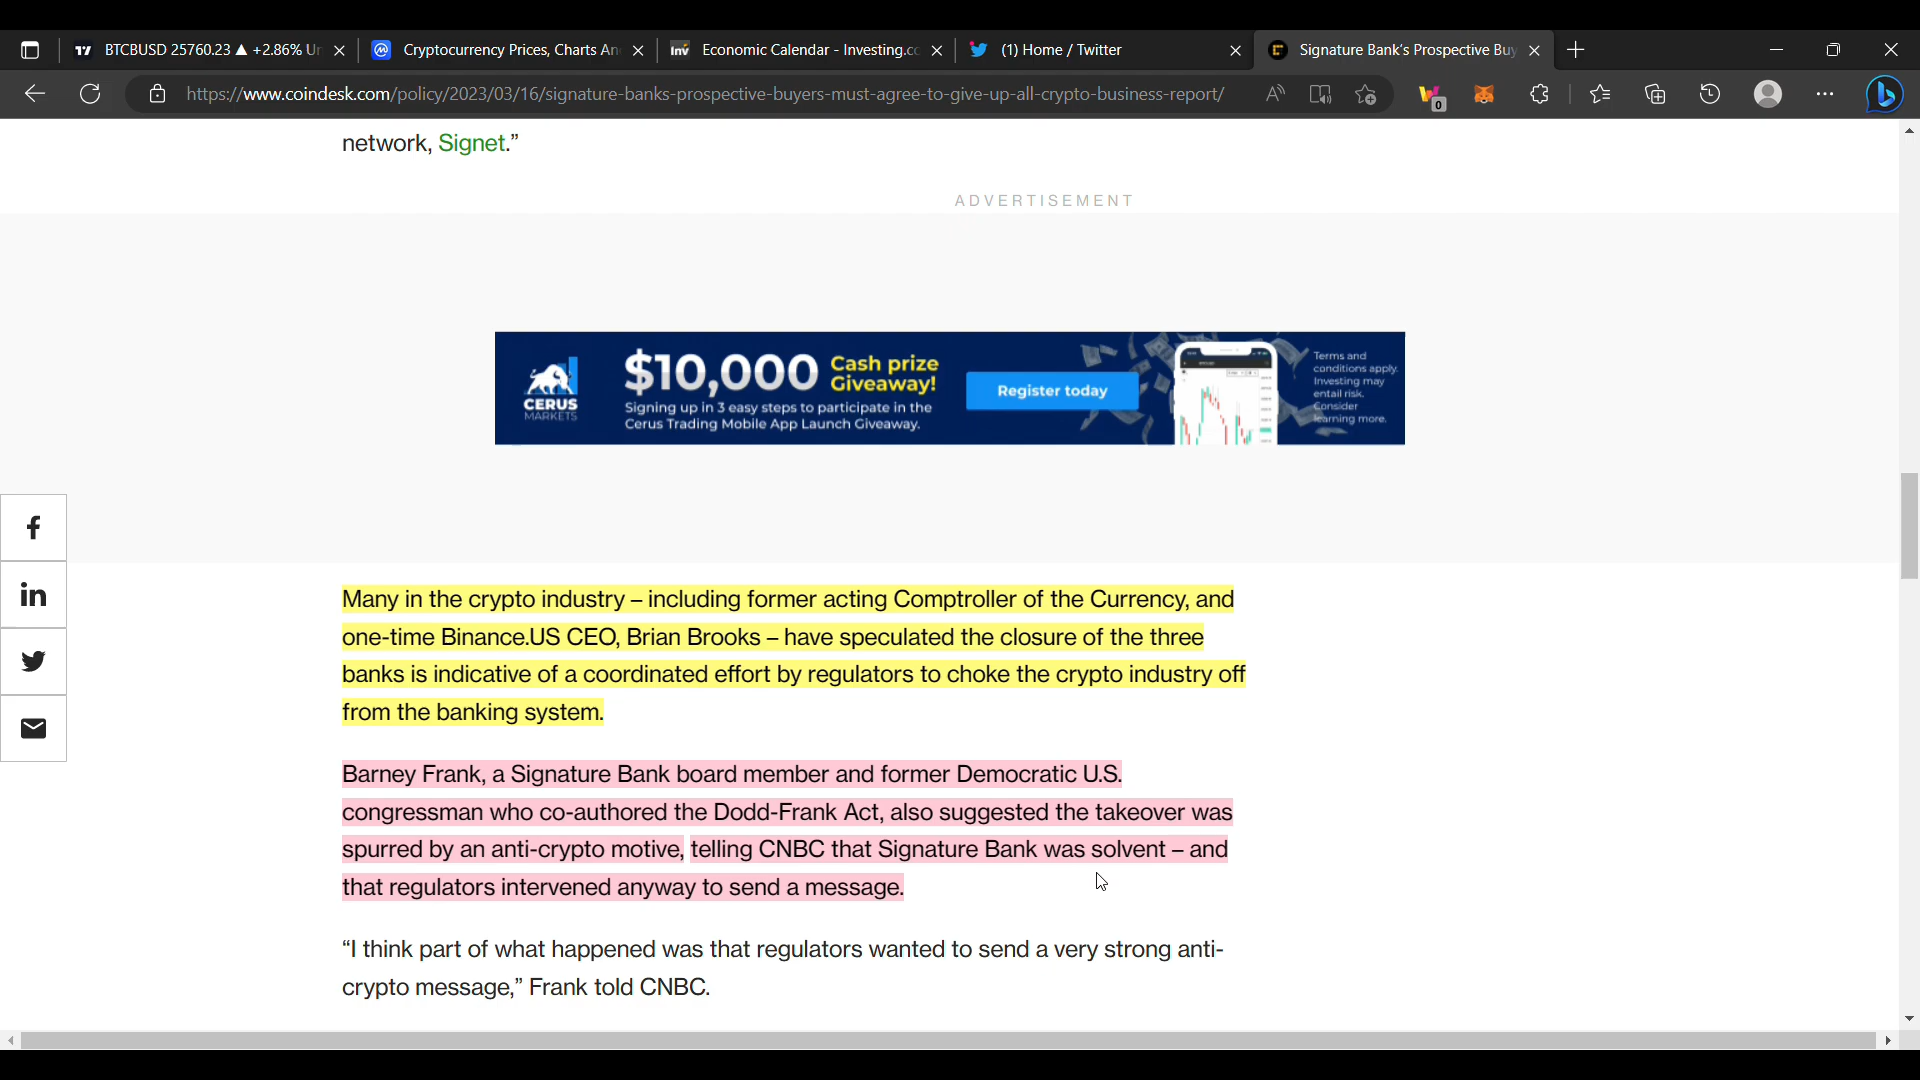 BTCBUSD 25760.23 ▲ +2.86% Un
Cryptocurrency Prices, Charts An
Economic Calendar - Investing.co
(1) Home / Twitter
Signature Bank's Prospective Buy
https://www.coindesk.com/policy/2023/03/16/signature-banks-prospective-buyers-must-agree-to-give-up-all-crypto-business-report/
0
network, Signet.”
ADVERTISEMENT
CERUS
MARKETS
$10,000 Cash prize
Giveaway!
Signing up in 3 easy steps to participate in the
Cerus Trading Mobile App Launch Giveaway.
Register today
Terms and
conditions apply.
Investing may
entail risk.
Consider
learning more.
Many in the crypto industry – including former acting Comptroller of the Currency, and
one-time Binance.US CEO, Brian Brooks – have speculated the closure of the three
banks is indicative of a coordinated effort by regulators to choke the crypto industry off
from the banking system.
Barney Frank, a Signature Bank board member and former Democratic U.S.
congressman who co-authored the Dodd-Frank Act, also suggested the takeover was
spurred by an anti-crypto motive, telling CNBC that Signature Bank was solvent – and
that regulators intervened anyway to send a message.
“I think part of what happened was that regulators wanted to send a very strong anti-
crypto message,” Frank told CNBC.